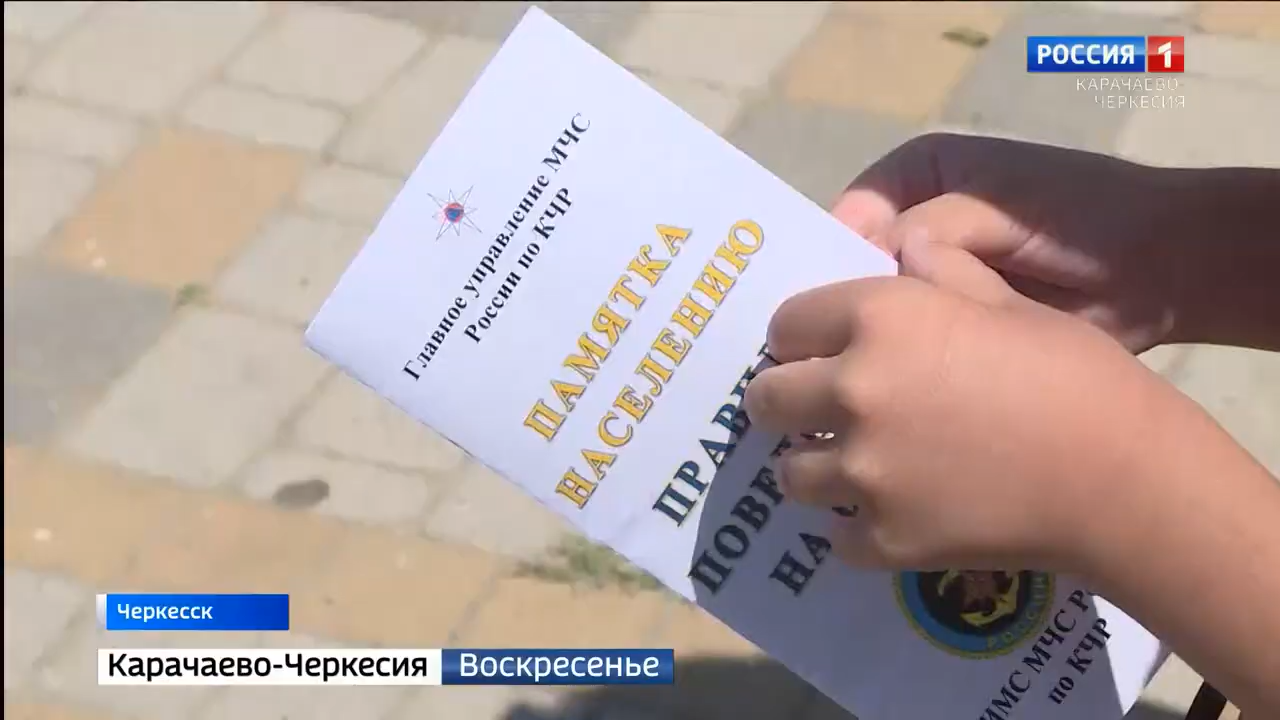 РОССИЯ 1
КАРАЧАЕВО-
ЧЕРКЕСИЯ
Главное управление МЧС
России по КЧР
ПАМЯТКА
НАСЕЛЕНИЮ
НА
МЧС
по КЧР
Черкесск
Карачаево-Черкесия Воскресенье